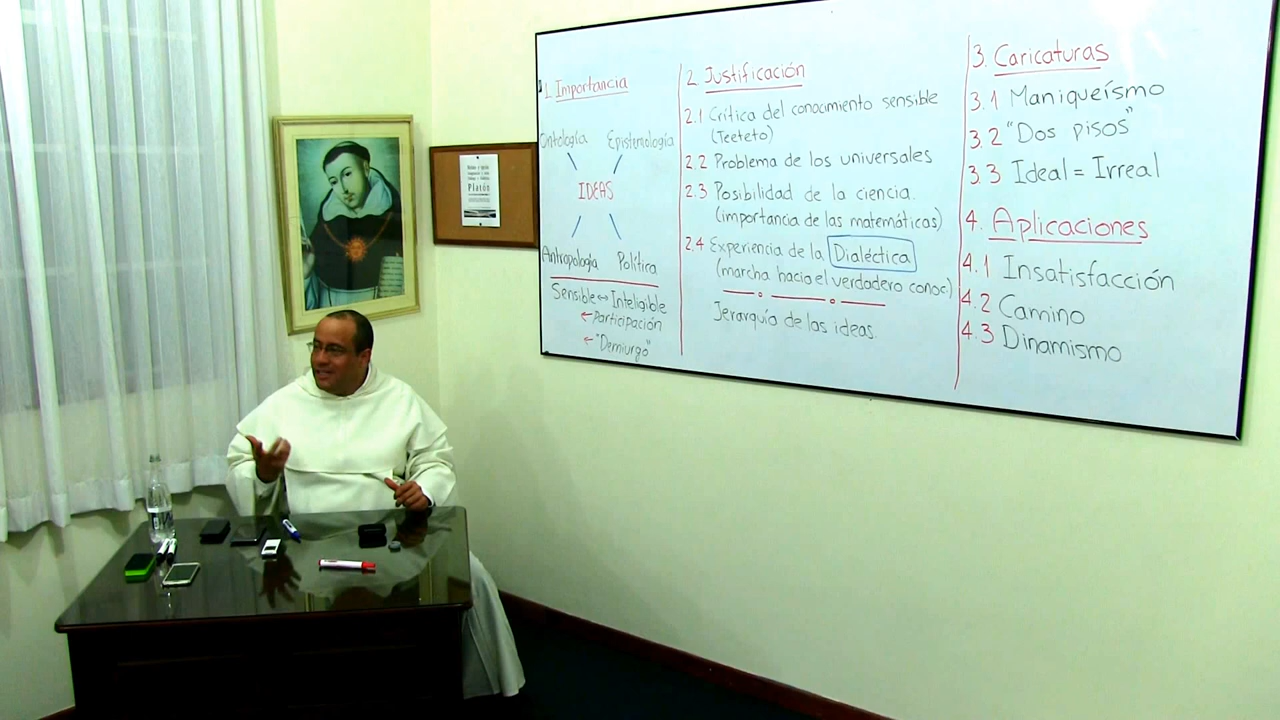 Platón
1. Importancia
Ontología Epistemología
IDEAS
Antropología Política
Sensible ↔ Inteligible
← Participación
← "Demiurgo"
2. Justificación
2.1 Crítica del conocimiento sensible
(Teeteto)
2.2 Problema de los universales
2.3 Posibilidad de la ciencia.
(importancia de las matemáticas)
2.4 Experiencia de la Dialéctica
(marcha hacia el verdadero conoc)
Jerarquía de las ideas.
3. Caricaturas
3.1 Maniqueísmo
3.2 "Dos pisos"
3.3 Ideal = Irreal
4. Aplicaciones
4.1 Insatisfacción
4.2 Camino
4.3 Dinamismo